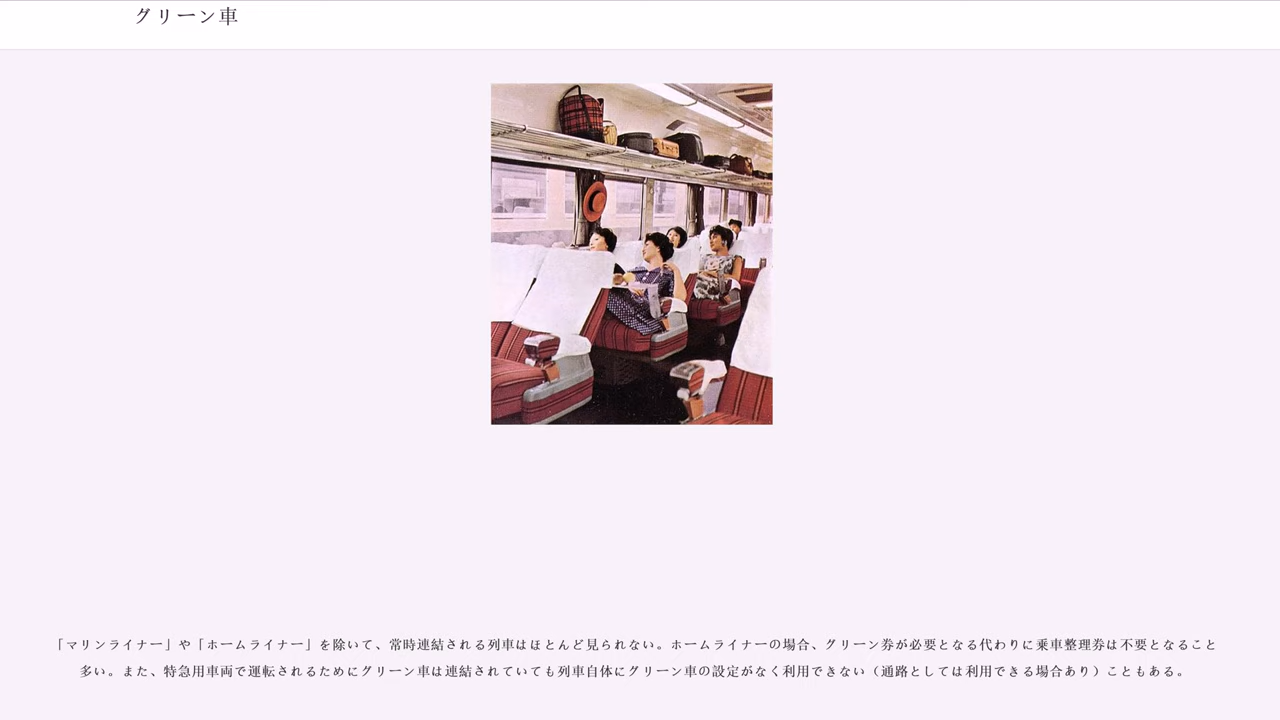 グリーン車
「マリンライナー」や「ホームライナー」を除いて、常時連結される列車はほとんど見られない。ホームライナーの場合、グリーン券が必要となる代わりに乗車整理券は不要となること
多い。また、特急用車両で運転されるためにグリーン車は連結されていても列車自体にグリーン車の設定がなく利用できない（通路としては利用できる場合あり）こともある。